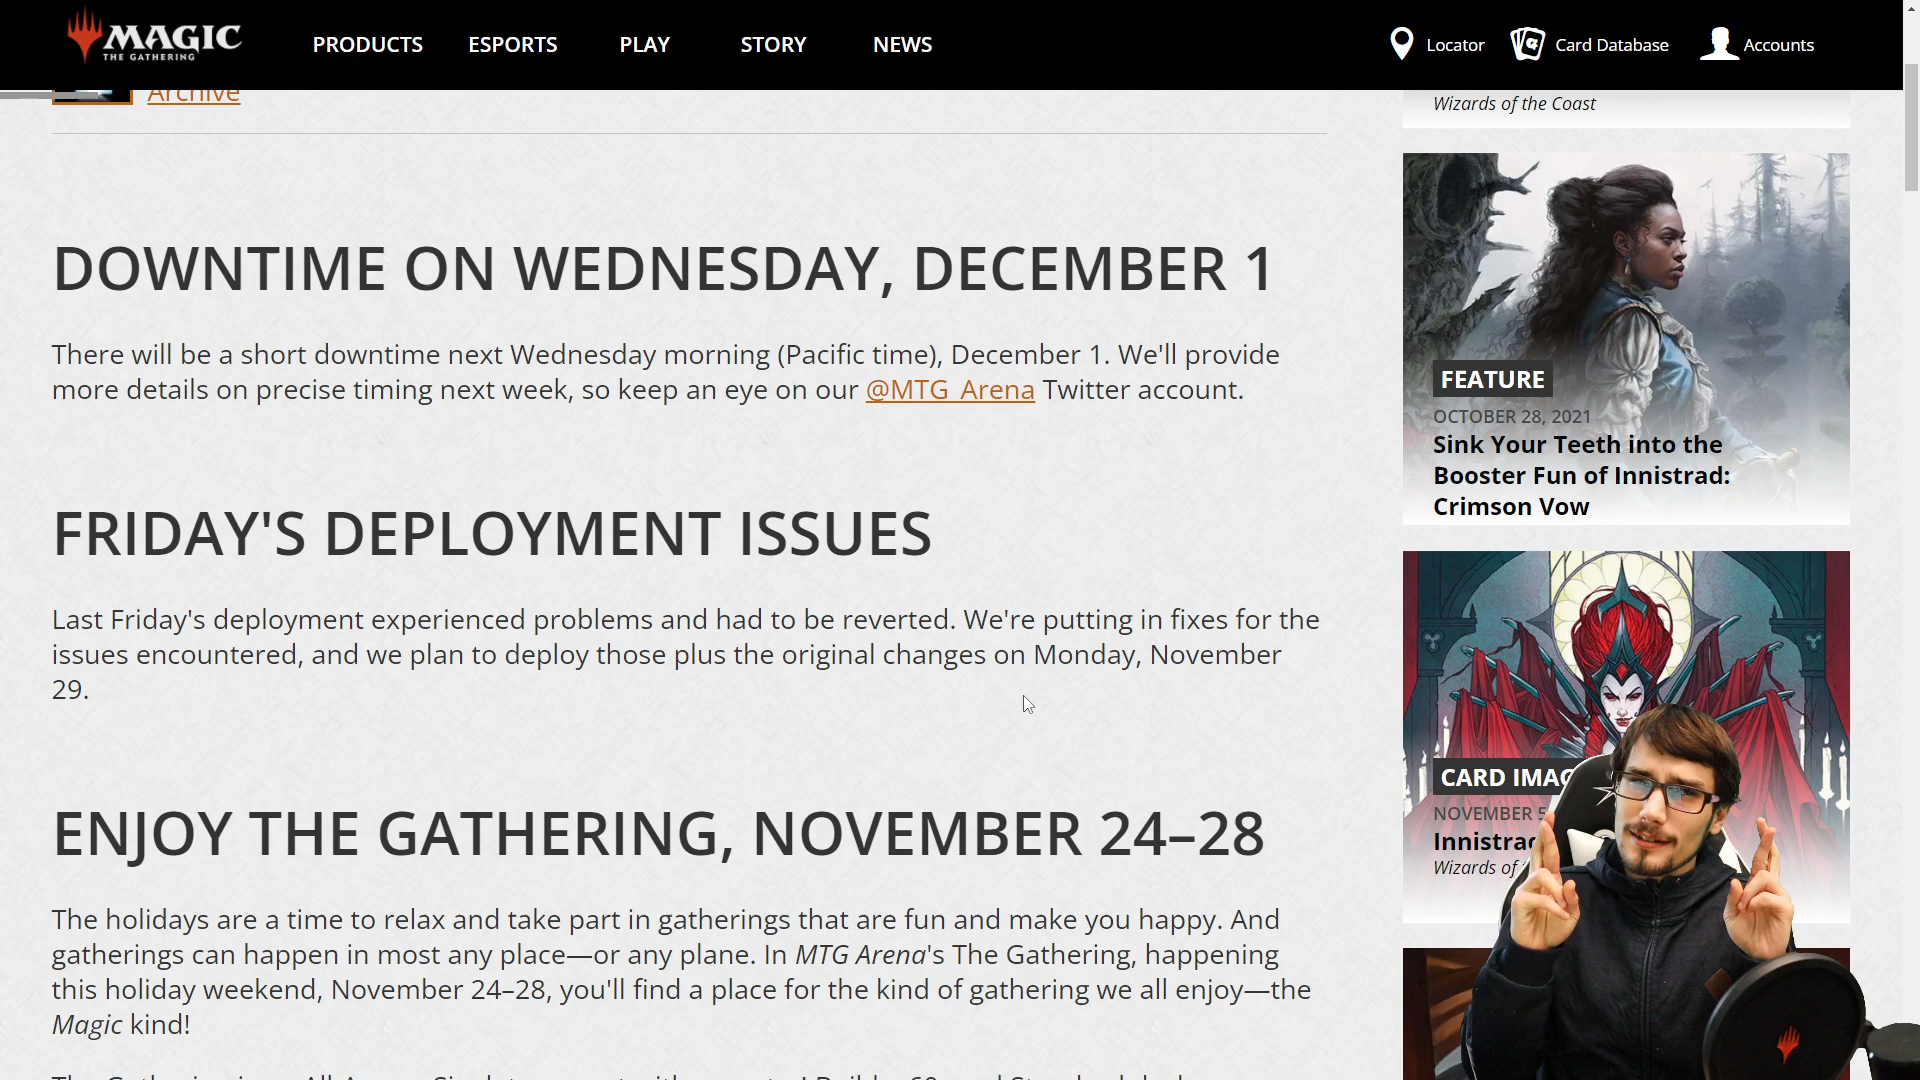 MAGIC
THE GATHERING
PRODUCTS
ESPORTS
PLAY
STORY
NEWS
Locator
Card Database
Accounts
Archive
DOWNTIME ON WEDNESDAY, DECEMBER 1
There will be a short downtime next Wednesday morning (Pacific time), December 1. We'll provide
more details on precise timing next week, so keep an eye on our @MTG_Arena Twitter account.
FRIDAY'S DEPLOYMENT ISSUES
Last Friday's deployment experienced problems and had to be reverted. We're putting in fixes for the
issues encountered, and we plan to deploy those plus the original changes on Monday, November
29.
ENJOY THE GATHERING, NOVEMBER 24–28
The holidays are a time to relax and take part in gatherings that are fun and make you happy. And
gatherings can happen in most any place—or any plane. In MTG Arena's The Gathering, happening
this holiday weekend, November 24–28, you'll find a place for the kind of gathering we all enjoy—the
Magic kind!
Wizards of the Coast
FEATURE
OCTOBER 28, 2021
Sink Your Teeth into the
Booster Fun of Innistrad:
Crimson Vow
CARD IMAG
NOVEMBER 5
Innistrad
Wizards of